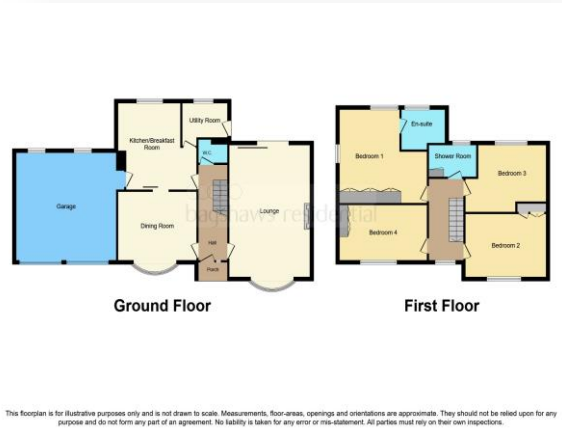 Utility Room
Kitchen/Breakfast
Room
W.C.
Garage
Lounge
Dining Room
Hall
Porch
bagshaws residential
En-suite
Bedroom 1
Shower Room
Bedroom 3
Bedroom 4
Bedroom 2
Ground Floor
First Floor
This floorplan is for illustrative purposes only and is not drawn to scale. Measurements, floor-areas, openings and orientations are approximate. They should not be relied upon for any
purpose and do not form any part of an agreement. No liability is taken for any error or mis-statement. All parties must rely on their own inspections.